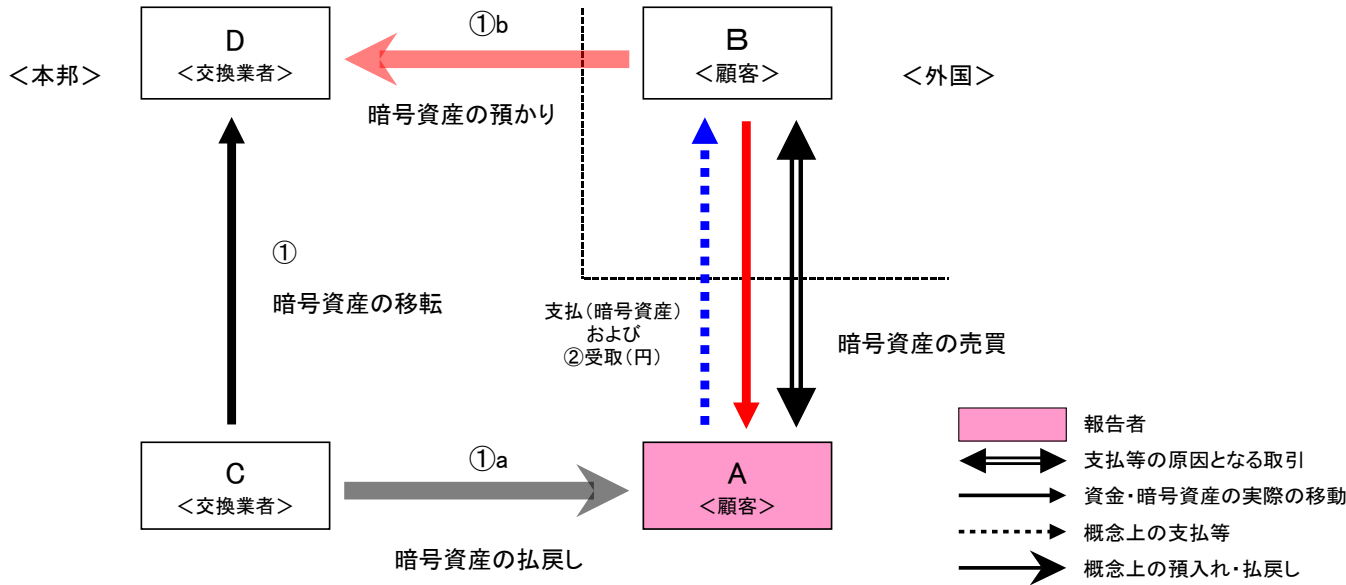 D
<交換業者>
①b
B
<顧客>
<本邦>
<外国>
暗号資産の預かり
①
暗号資産の移転
支払(暗号資産)
および
②受取(円)
暗号資産の売買
C
<交換業者>
①a
A
<顧客>
暗号資産の払戻し
報告者
支払等の原因となる取引
資金・暗号資産の実際の移動
概念上の支払等
概念上の預入れ・払戻し